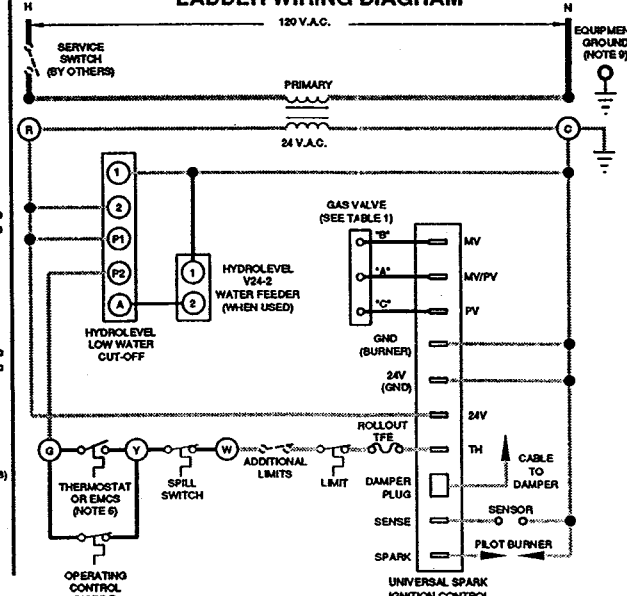 LADDER WIRING DIAGRAM
H
N
120 V.A.C.
SERVICE
SWITCH
(BY OTHERS)
EQUIPMEN
GROUND
(NOTE 9)
PRIMARY
R
C
24 V.A.C.
1
2
P1
P2
A
HYDROLEVEL
LOW WATER
CUT-OFF
1
2
HYDROLEVEL
V24-2
WATER FEEDER
(WHEN USED)
GAS VALVE
(SEE TABLE 1)
"B"
"A"
"C"
MV
MV/PV
PV
GND
(BURNER)
24V
(GND)
24V
ROLLOUT
TFE
TH
G
Y
W
THERMOSTAT
OR EMCS
(NOTE 6)
SPILL
SWITCH
ADDITIONAL
LIMITS
LIMIT
DAMPER
PLUG
CABLE
TO
DAMPER
SENSE
SENSOR
SPARK
PILOT BURNER
OPERATING
CONTROL
UNIVERSAL SPARK
IGNITION CONTROL